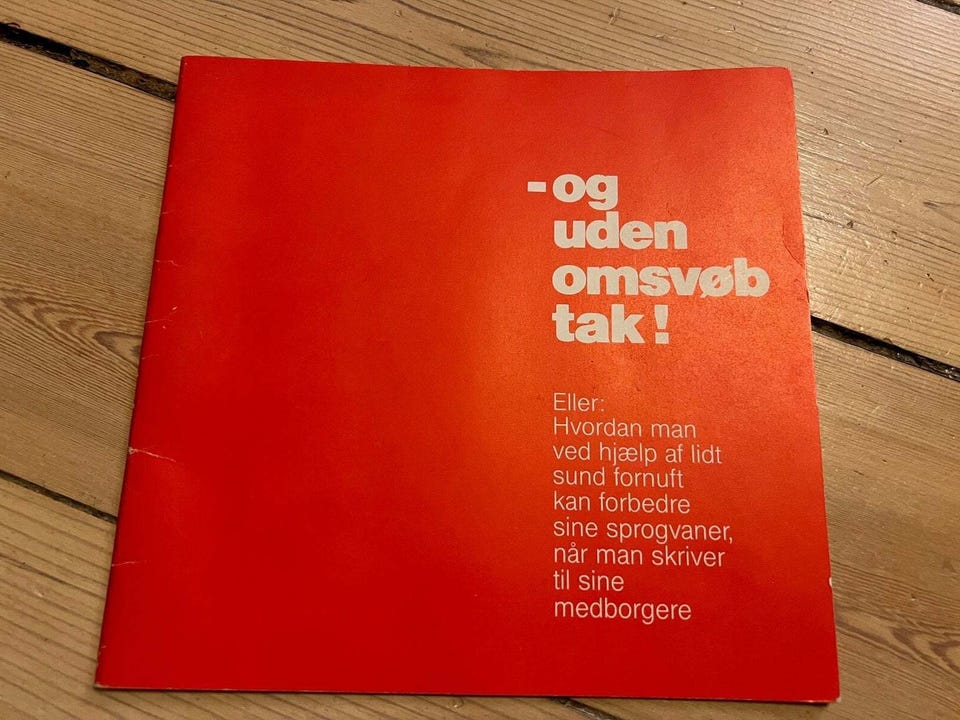 - og
uden
omsvøb
tak!
Eller:
Hvordan man
ved hjælp af lidt
sund fornuft
kan forbedre
sine sprogvaner,
når man skriver
til sine
medborgere